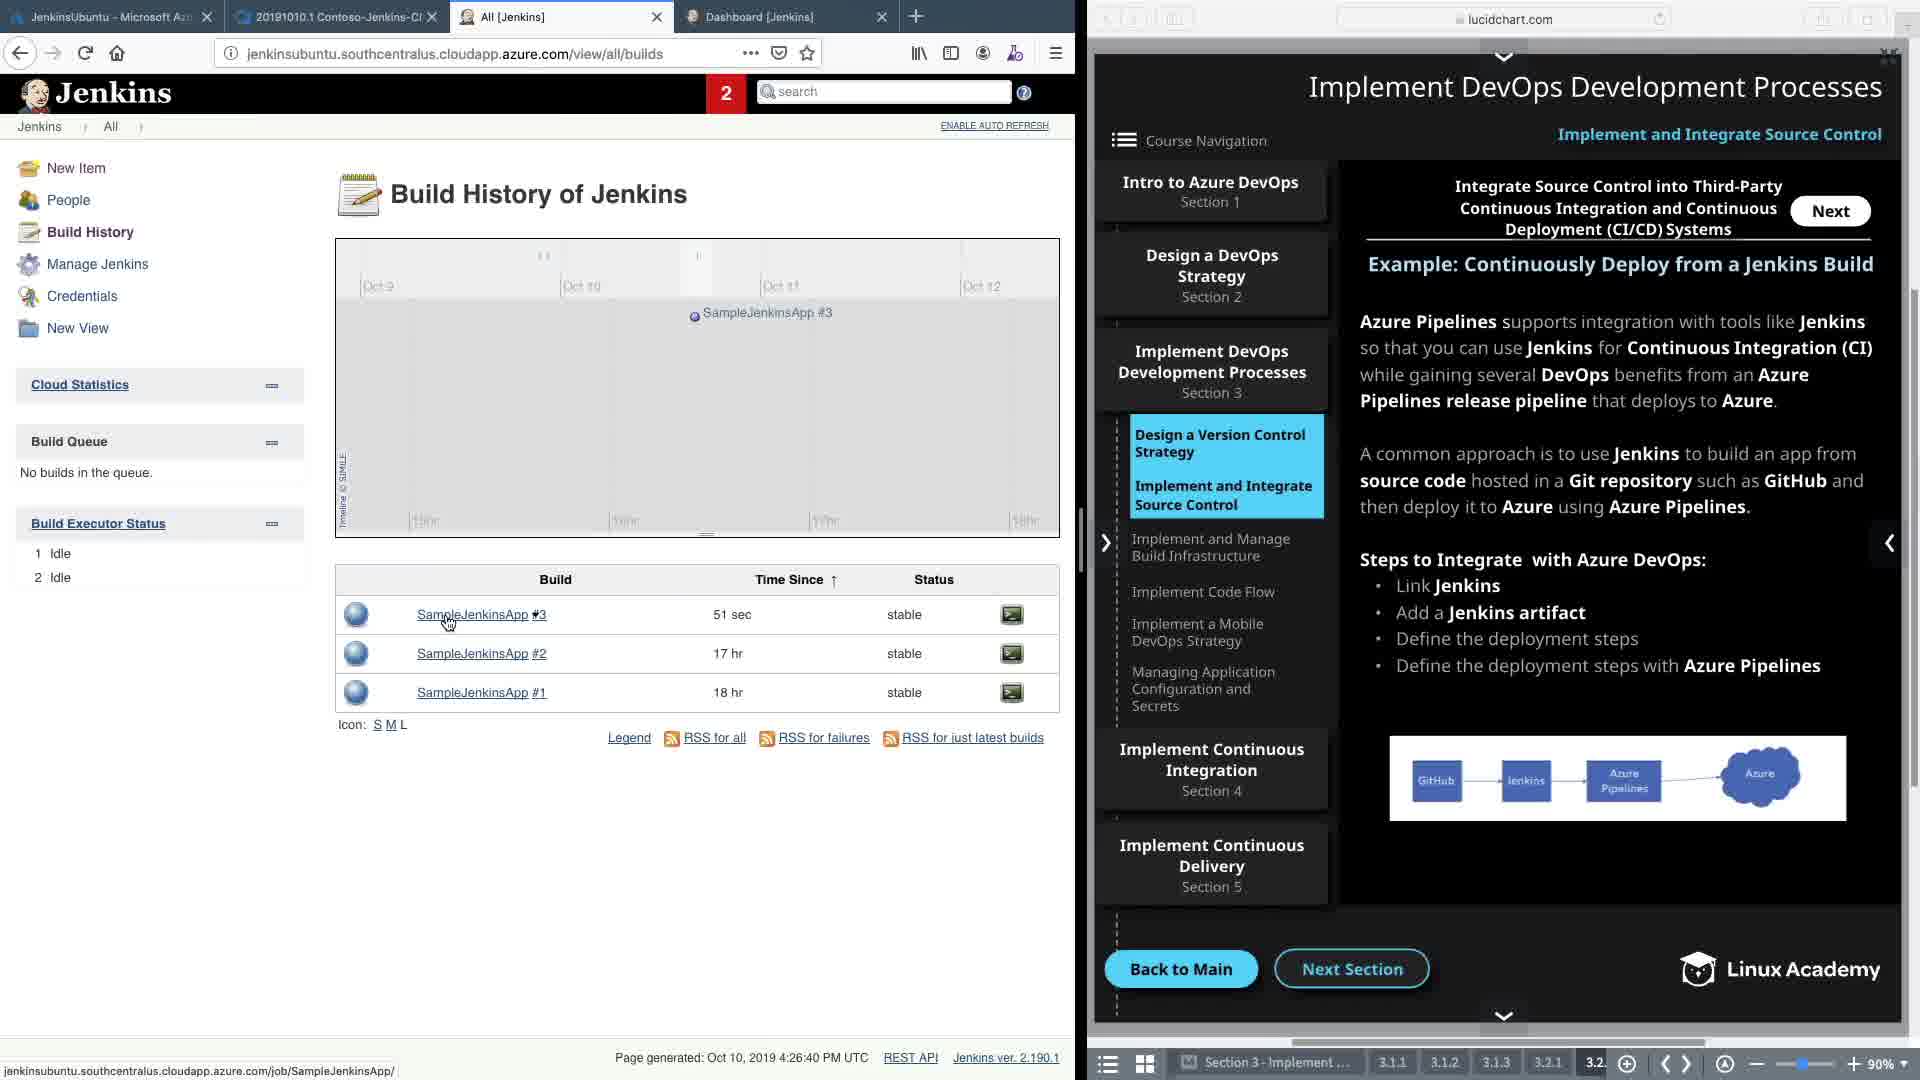 JenkinsUbuntu - Microsoft Az
20191010.1 Contoso-Jenkins-CI
All [Jenkins]
Dashboard [Jenkins]
jenkinsubuntu.southcentralus.cloudapp.azure.com/view/all/builds
Jenkins
2
search
Jenkins
All
ENABLE AUTO REFRESH
New Item
People
Build History
Manage Jenkins
Credentials
New View
Cloud Statistics
Build Queue
No builds in the queue.
Build Executor Status
1 Idle
2 Idle
Build History of Jenkins
Oct 9
Oct 10
Oct 11
Oct 12
SampleJenkinsApp #3
Timeline © SIMILE
15hr
16hr
17hr
18hr
Build
Time Since ↑
Status
SampleJenkinsApp #3
51 sec
stable
SampleJenkinsApp #2
17 hr
stable
SampleJenkinsApp #1
18 hr
stable
Icon: S M L
Legend
RSS for all
RSS for failures
RSS for just latest builds
Page generated: Oct 10, 2019 4:26:40 PM UTC
REST API
Jenkins ver. 2.190.1
jenkinsubuntu.southcentralus.cloudapp.azure.com/job/SampleJenkinsApp/
lucidchart.com
Implement DevOps Development Processes
Course Navigation
Implement and Integrate Source Control
Intro to Azure DevOps
Section 1
Design a DevOps
Strategy
Section 2
Implement DevOps
Development Processes
Section 3
Design a Version Control
Strategy
Implement and Integrate
Source Control
Implement and Manage
Build Infrastructure
Implement Code Flow
Implement a Mobile
DevOps Strategy
Managing Application
Configuration and
Secrets
Implement Continuous
Integration
Section 4
Implement Continuous
Delivery
Section 5
Integrate Source Control into Third-Party
Continuous Integration and Continuous
Deployment (CI/CD) Systems
Next
Example: Continuously Deploy from a Jenkins Build
Azure Pipelines supports integration with tools like Jenkins
so that you can use Jenkins for Continuous Integration (CI)
while gaining several DevOps benefits from an Azure
Pipelines release pipeline that deploys to Azure.
A common approach is to use Jenkins to build an app from
source code hosted in a Git repository such as GitHub and
then deploy it to Azure using Azure Pipelines.
Steps to Integrate with Azure DevOps:
• Link Jenkins
• Add a Jenkins artifact
• Define the deployment steps
• Define the deployment steps with Azure Pipelines
GitHub
Jenkins
Azure
Pipelines
Azure
Back to Main
Next Section
Linux Academy
Section 3 - Implement ...
3.1.1
3.1.2
3.1.3
3.2.1
3.2.
90%